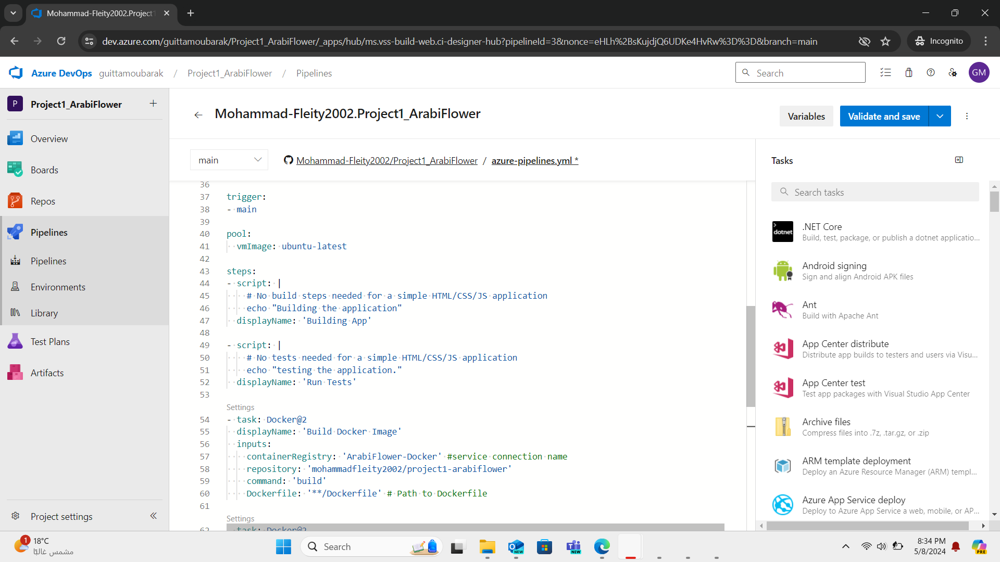 Mohammad-Fleity2002.Project1
dev.azure.com/guittamoubarak/Project1_ArabiFlower/_apps/hub/ms.vss-build-web.ci-designer-hub?pipelineId=3&nonce=eHLh%2BsKujdjQ6UDKe4HvRw%3D%3D&branch=main
Incognito
Azure DevOps guittamoubarak / Project1_ArabiFlower / Pipelines
Search
GM
P Project1_ArabiFlower
Overview
Boards
Repos
Pipelines
Pipelines
Environments
Library
Test Plans
Artifacts
Project settings
Mohammad-Fleity2002.Project1_ArabiFlower
Variables
Validate and save
main
Mohammad-Fleity2002/Project1_ArabiFlower / azure-pipelines.yml *
36
37 trigger:
38 - main
39
40 pool:
41 vmImage: ubuntu-latest
42
43 steps:
44 - script: |
45 # No build steps needed for a simple HTML/CSS/JS application
46 echo "Building the application"
47 displayName: 'Building App'
48
49 - script: |
50 # No tests needed for a simple HTML/CSS/JS application
51 echo "testing the application."
52 displayName: 'Run Tests'
53
Settings
54 - task: Docker@2
55 displayName: 'Build Docker Image'
56 inputs:
57 containerRegistry: 'ArabiFlower-Docker' #service connection name
58 repository: 'mohammadfleity2002/project1-arabiflower'
59 command: 'build'
60 Dockerfile: '**/Dockerfile' # Path to Dockerfile
61
Settings
62 - task: Docker@2
Tasks
Search tasks
dotnet
.NET Core
Build, test, package, or publish a dotnet applicatio...
Android signing
Sign and align Android APK files
Ant
Build with Apache Ant
App Center distribute
Distribute app builds to testers and users via Visu...
App Center test
Test app packages with Visual Studio App Center
Archive files
Compress files into .7z, .tar.gz, or .zip
ARM template deployment
Deploy an Azure Resource Manager (ARM) templ...
Azure App Service deploy
Deploy to Azure App Service a web, mobile, or AP...
1
18°C
مشمس غالبًا
Search
NEW
NEW
8:34 PM
5/8/2024
PRE